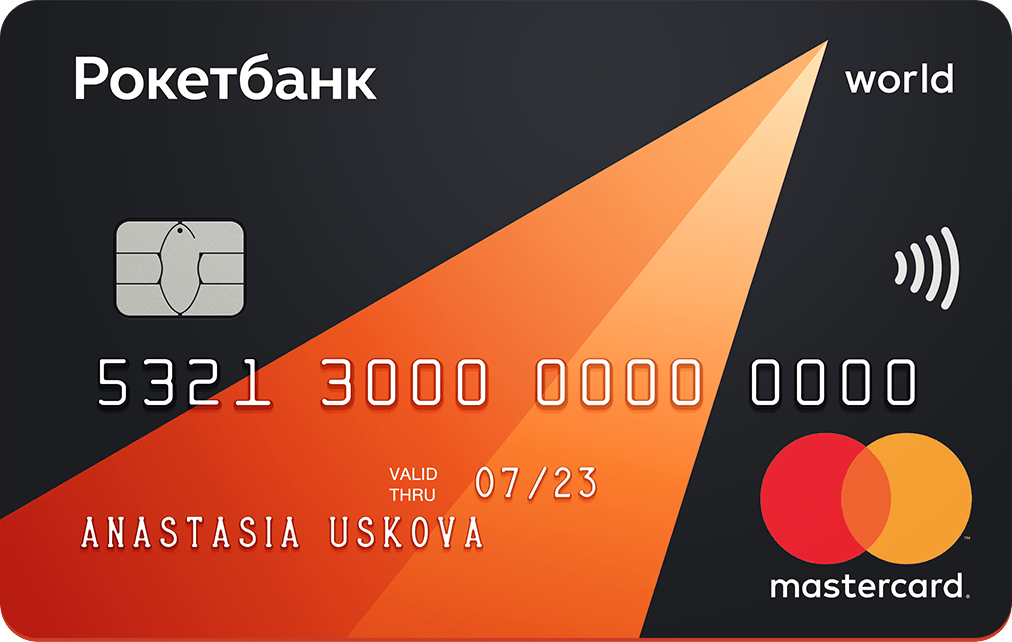 Рокетбанк
world
5321 3000 0000 0000
VALID THRU 07/23
ANASTASIA USKOVA
mastercard.